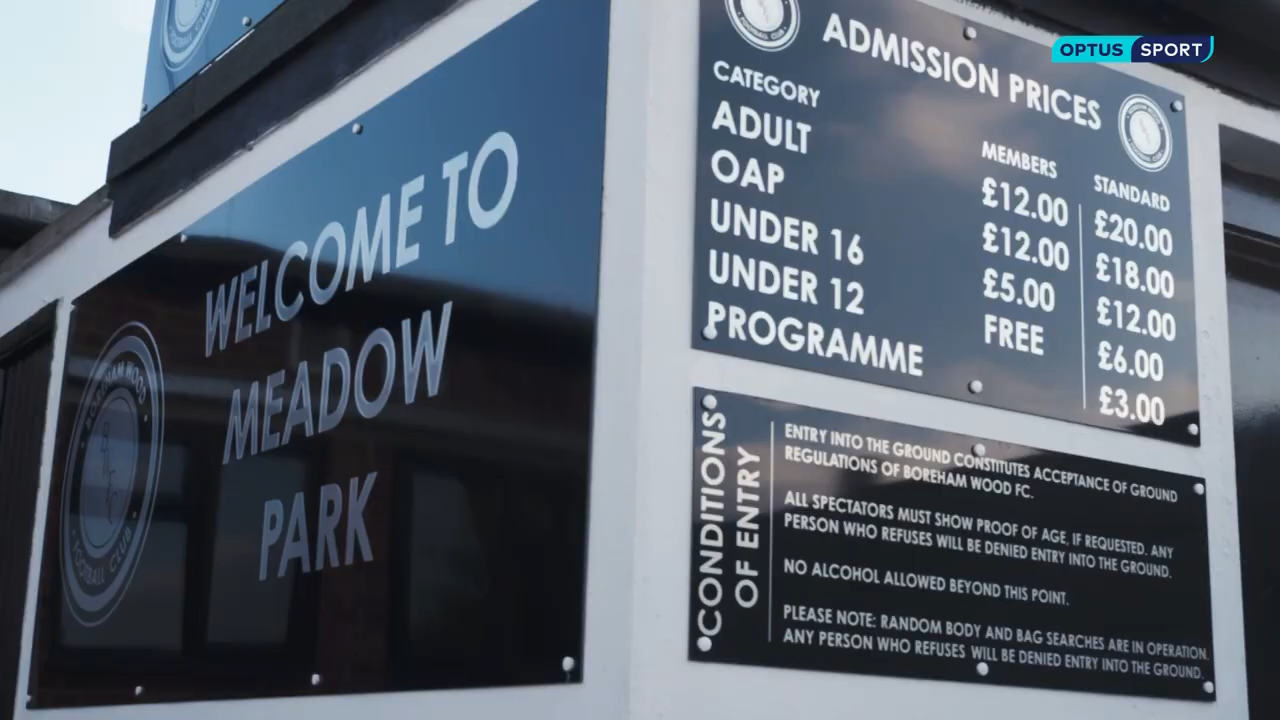 WELCOME TO
MEADOW
PARK
BOREHAM WOOD
FOOTBALL CLUB
OPTUS SPORT
ADMISSION PRICES
CATEGORY MEMBERS STANDARD
ADULT £12.00 £20.00
OAP £12.00 £18.00
UNDER 16 £5.00 £12.00
UNDER 12 FREE £6.00
PROGRAMME £3.00
CONDITIONS
OF ENTRY
ENTRY INTO THE GROUND CONSTITUTES ACCEPTANCE OF GROUND
REGULATIONS OF BOREHAM WOOD FC.
ALL SPECTATORS MUST SHOW PROOF OF AGE, IF REQUESTED. ANY
PERSON WHO REFUSES WILL BE DENIED ENTRY INTO THE GROUND.
NO ALCOHOL ALLOWED BEYOND THIS POINT.
PLEASE NOTE: RANDOM BODY AND BAG SEARCHES ARE IN OPERATION.
ANY PERSON WHO REFUSES WILL BE DENIED ENTRY INTO THE GROUND.